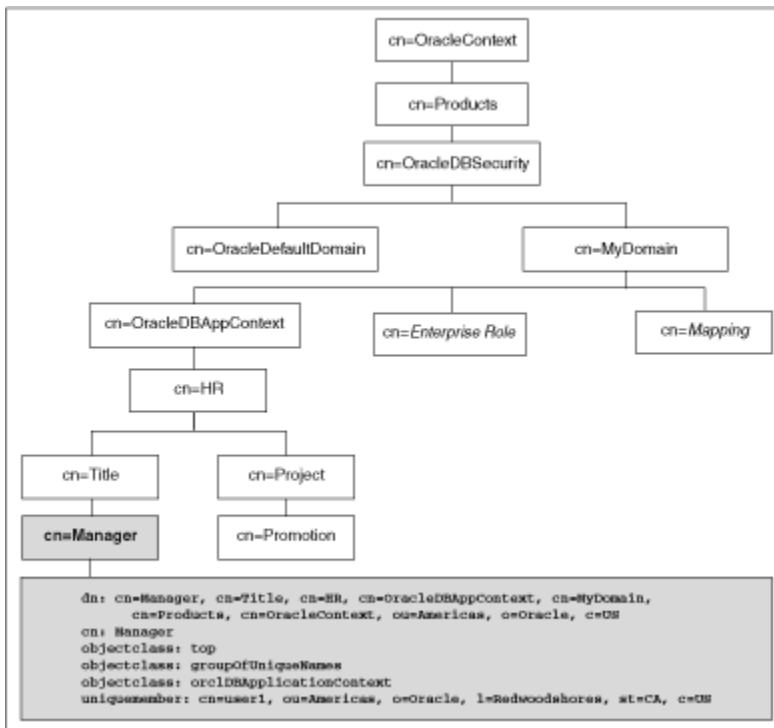 cn=OracleContext
cn=Products
cn=OracleDBSecurity
cn=OracleDefaultDomain
cn=MyDomain
cn=OracleDBAppContext
cn=Enterprise Role
cn=Mapping
cn=HR
cn=Title
cn=Project
cn=Manager
cn=Promotion
dn: cn=Manager, cn=Title, cn=HR, cn=OracleDBAppContext, cn=MyDomain,
cn=Products, cn=OracleContext, ou=Americas, o=Oracle, c=US
cn: Manager
objectclass: top
objectclass: groupOfUniqueNames
objectclass: orclDBApplicationContext
uniquemember: cn=user1, ou=Americas, o=Oracle, l=Redwoodshores, st=CA, c=US